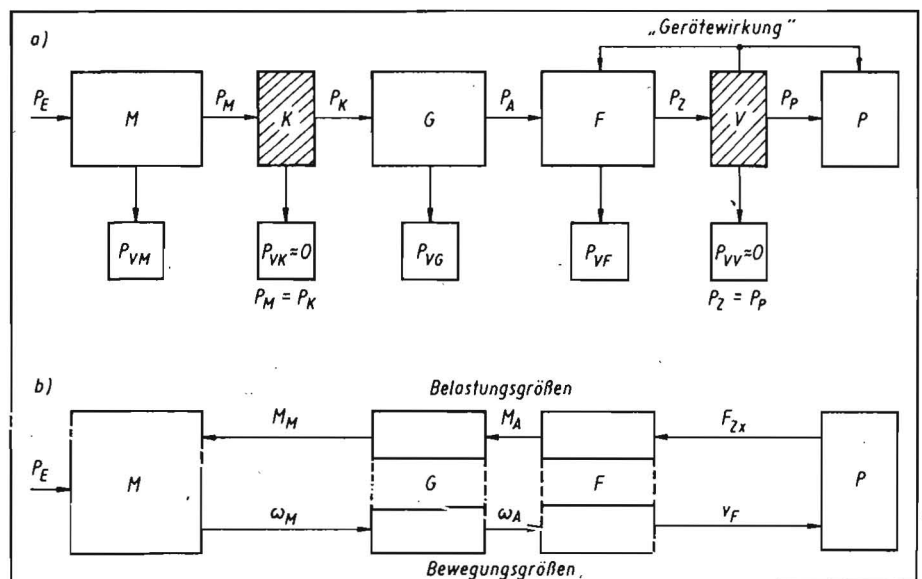 a)
„Gerätewirkung"
P_E
M
P_M
K
P_K
G
P_A
F
P_Z
V
P_P
P
P_VM
P_VK≈0
P_VG
P_VF
P_VV≈0
P_M = P_K
P_Z = P_P
b)
Belastungsgrößen
M_M
M_A
F_Zx
P_E
M
G
F
P
ω_M
ω_A
v_F
Bewegungsgrößen